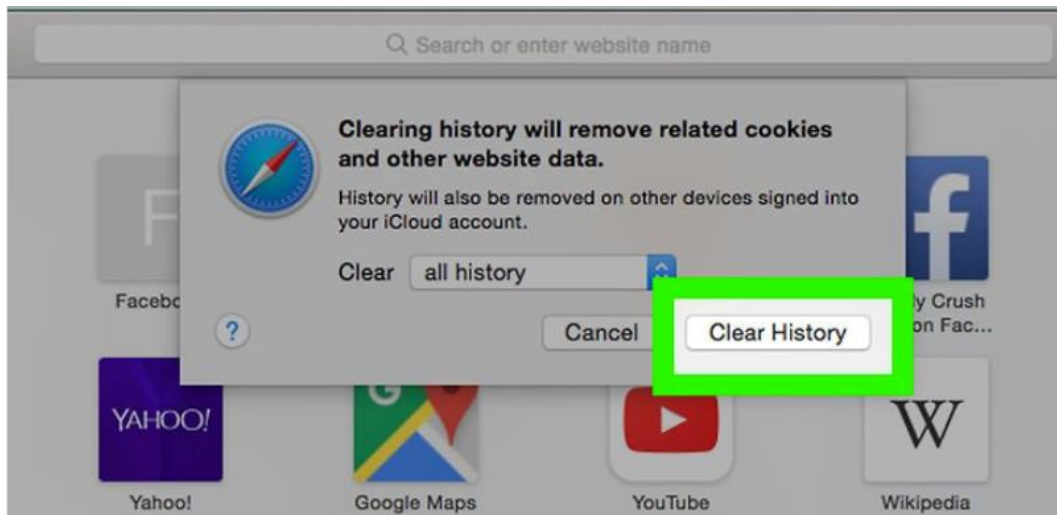 Search or enter website name
Clearing history will remove related cookies
and other website data.
History will also be removed on other devices signed into
your iCloud account.
Clear all history
? Cancel Clear History
F
f
Facebo
ly Crush
on Fac...
YAHOO!
G
W
Yahoo!
Google Maps
YouTube
Wikipedia